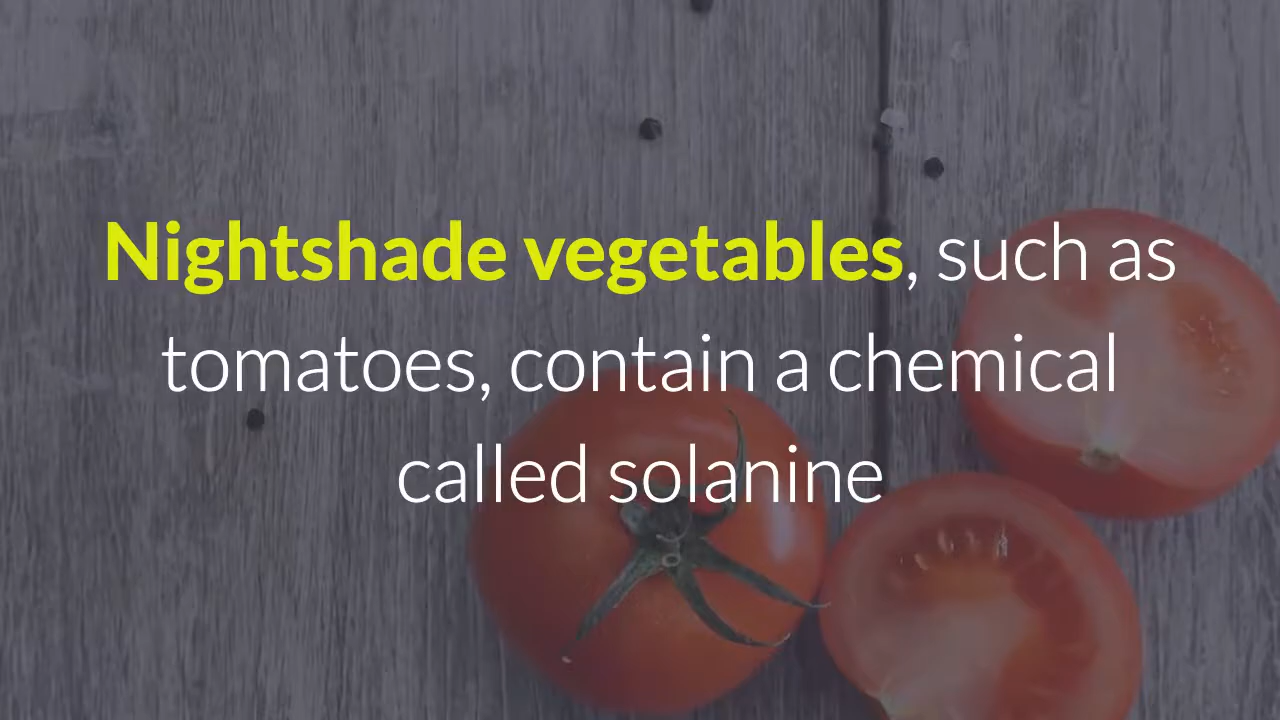 Nightshade vegetables, such as
tomatoes, contain a chemical
called solanine